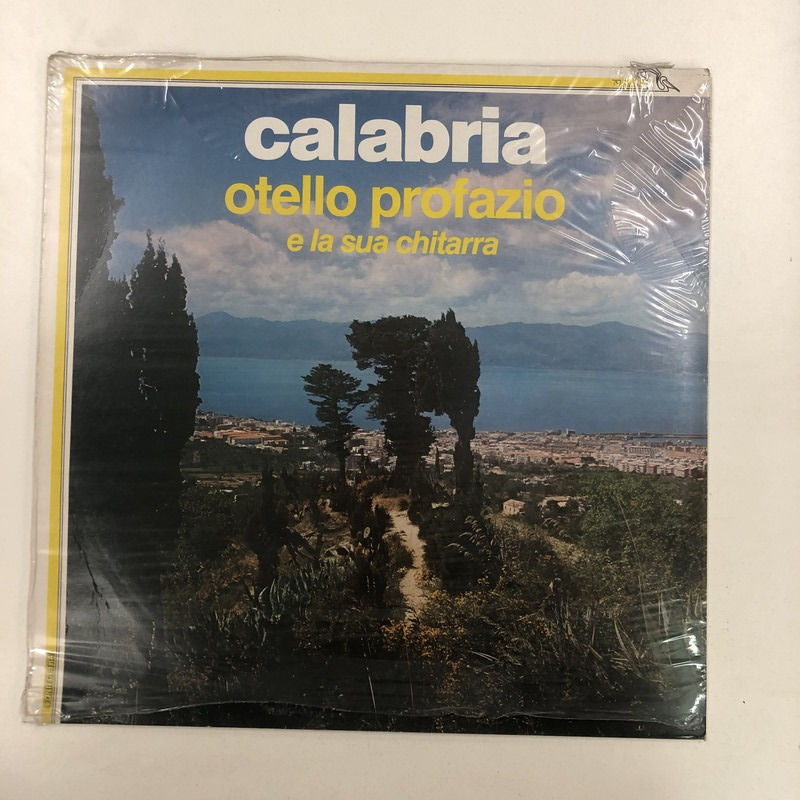 calabria
otello profazio
e la sua chitarra